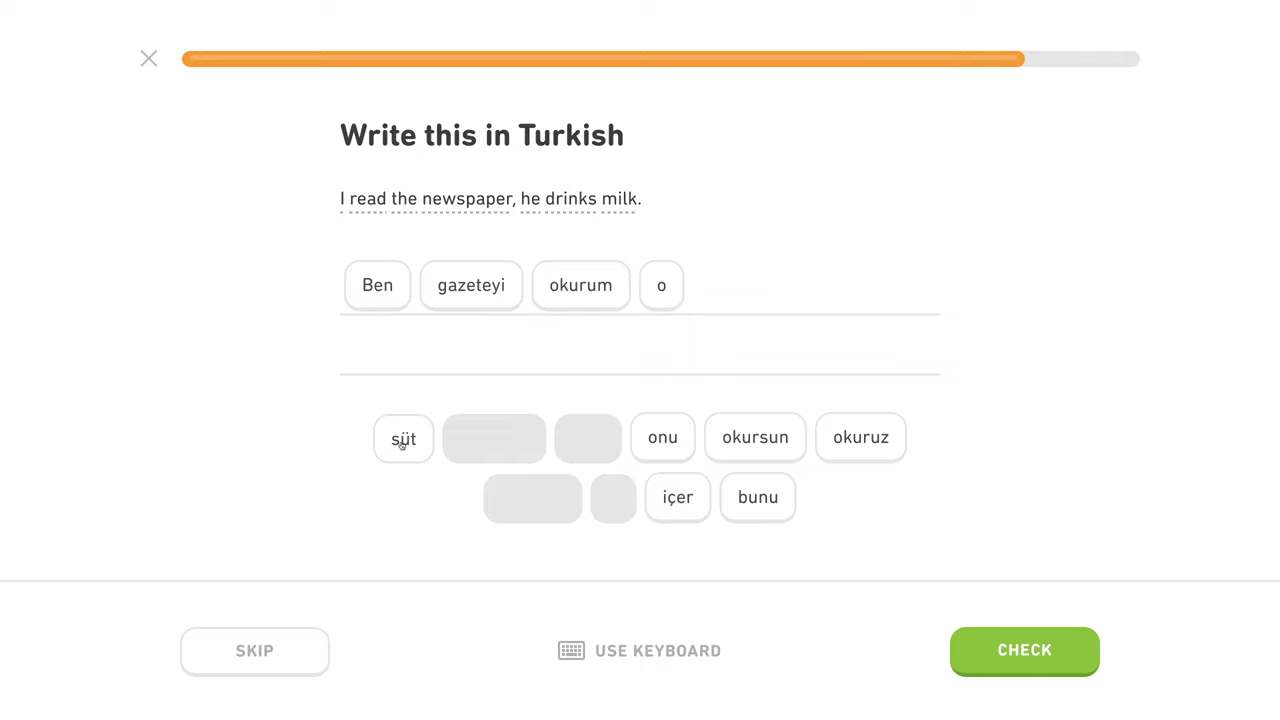 Write this in Turkish
I read the newspaper, he drinks milk.
Ben gazeteyi okurum o
süt onu okursun okuruz
içer bunu
SKIP USE KEYBOARD CHECK